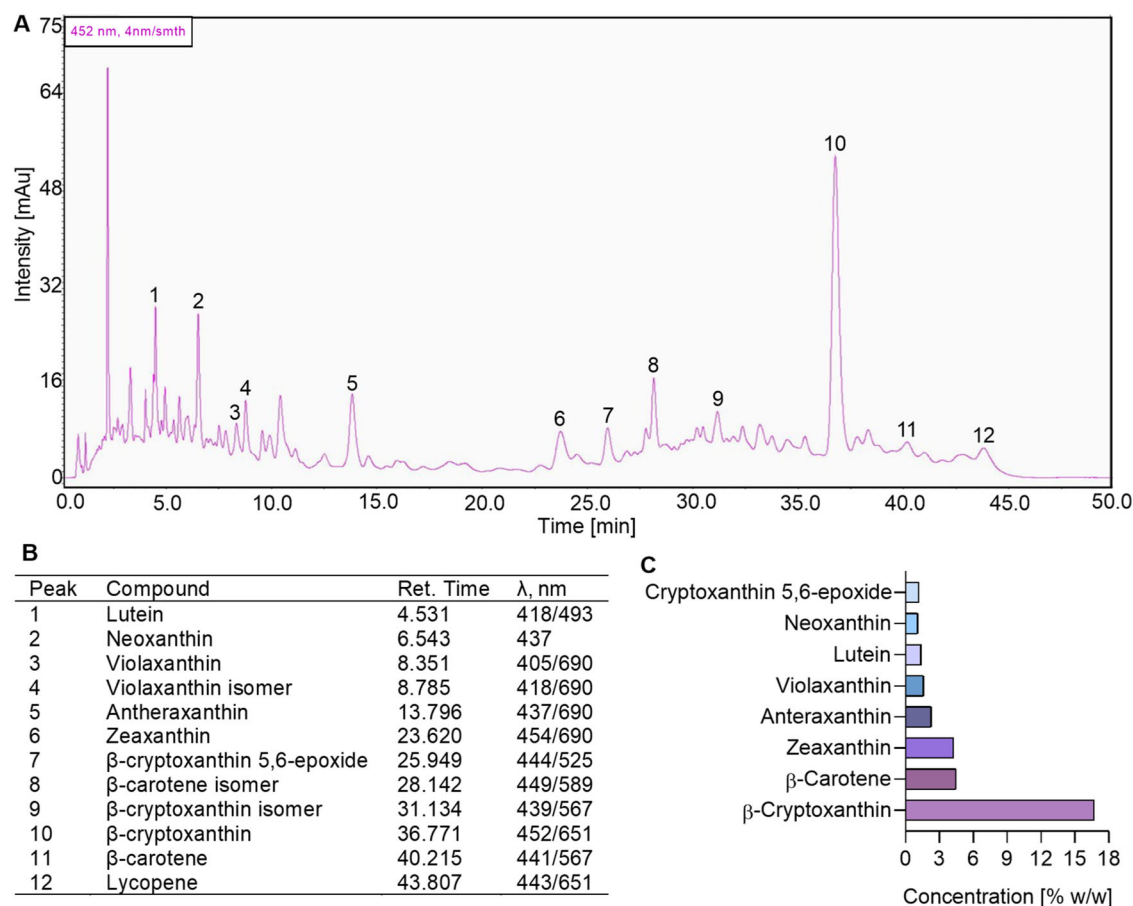 A
452 nm, 4nm/smth
75
64
48
32
16
0
Intensity [mAu]
1
2
3
4
5
6
7
8
9
10
11
12
0.0 5.0 10.0 15.0 20.0 25.0 30.0 35.0 40.0 45.0 50.0
Time [min]
B
Peak Compound Ret. Time λ, nm
1 Lutein 4.531 418/493
2 Neoxanthin 6.543 437
3 Violaxanthin 8.351 405/690
4 Violaxanthin isomer 8.785 418/690
5 Antheraxanthin 13.796 437/690
6 Zeaxanthin 23.620 454/690
7 β-cryptoxanthin 5,6-epoxide 25.949 444/525
8 β-carotene isomer 28.142 449/589
9 β-cryptoxanthin isomer 31.134 439/567
10 β-cryptoxanthin 36.771 452/651
11 β-carotene 40.215 441/567
12 Lycopene 43.807 443/651
C
Cryptoxanthin 5,6-epoxide
Neoxanthin
Lutein
Violaxanthin
Anteraxanthin
Zeaxanthin
β-Carotene
β-Cryptoxanthin
0 3 6 9 12 15 18
Concentration [% w/w]